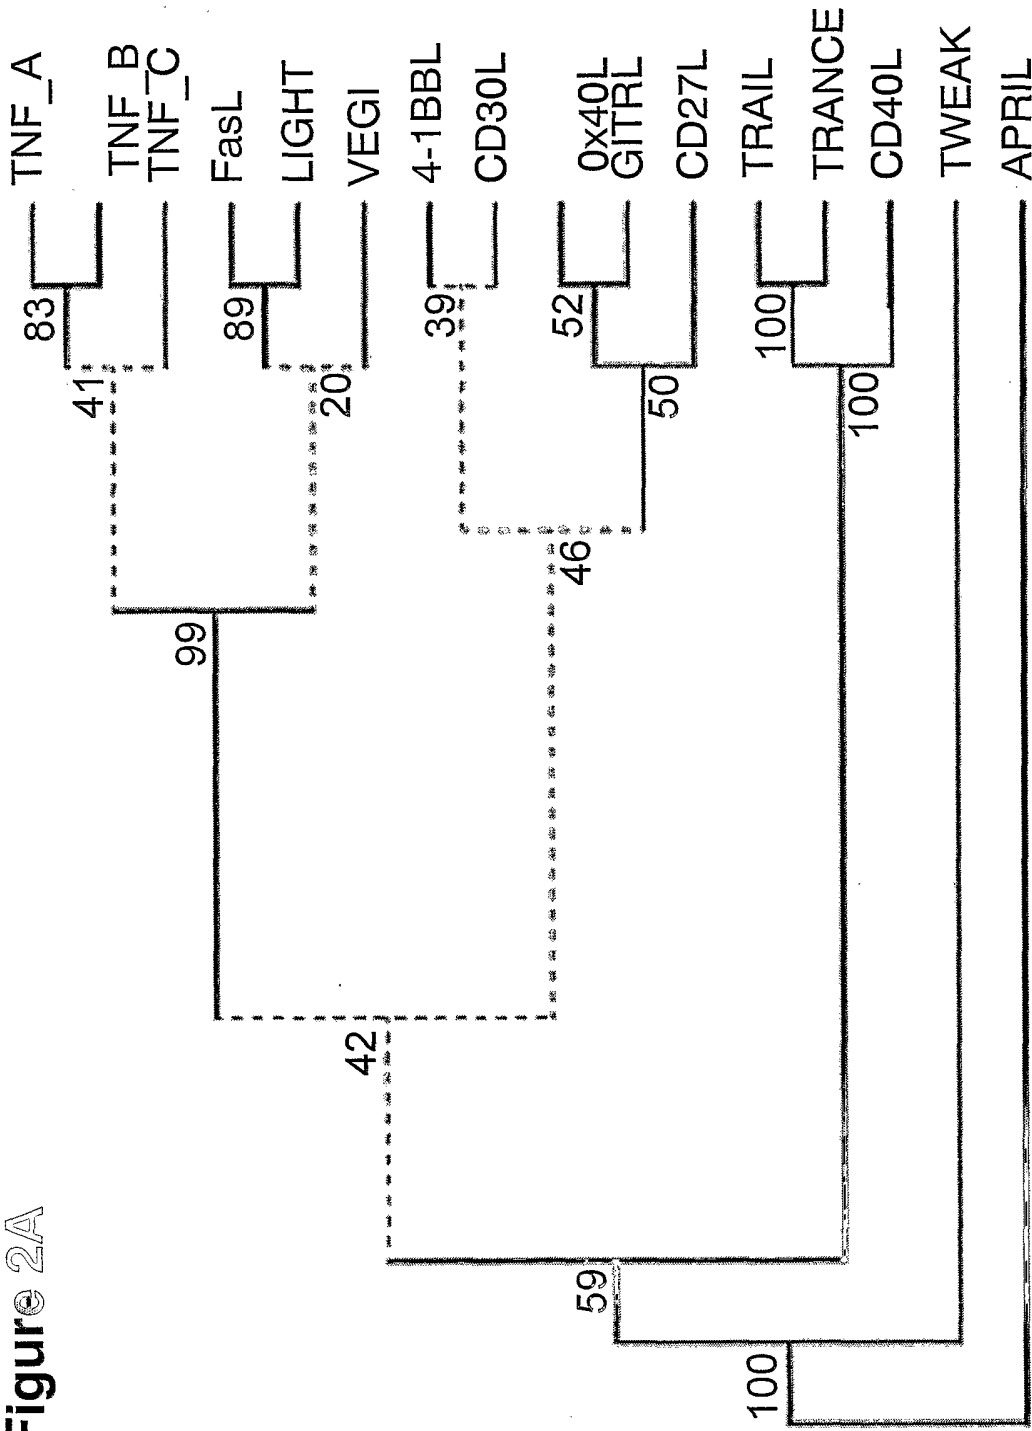 Figure 2A
TNF_A
TNF_B
TNF_C
FasL
LIGHT
VEGI
4-1BBL
CD30L
0x40L
GITRL
CD27L
TRAIL
TRANCE
CD40L
TWEAK
APRIL
83
41
89
20
99
39
52
50
46
42
100
100
59
100